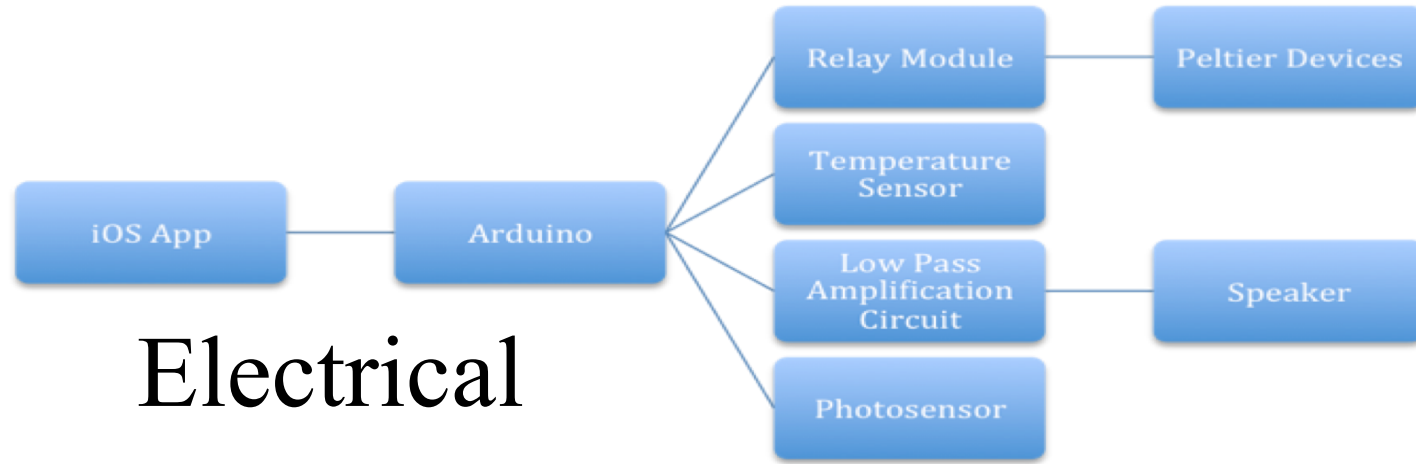 Relay Module
Peltier Devices
Temperature
Sensor
iOS App
Arduino
Low Pass
Amplification
Circuit
Speaker
Photosensor
Electrical